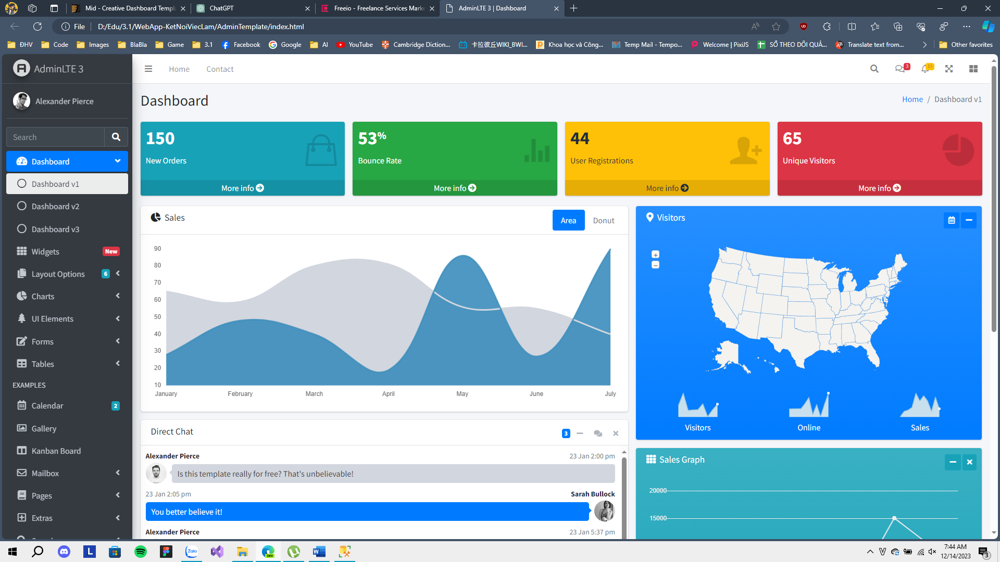 Mid - Creative Dashboard Templ
ChatGPT
Freeio - Freelance Services Marke
AdminLTE 3 | Dashboard
File
D:/Edu/3.1/WebApp-KetNoiViecLam/AdminTemplate/index.html
ĐHV
Code
Images
BlaBla
Game
3.1
Facebook
Google
AI
YouTube
Cambridge Diction...
卡拉彼丘WIKI_BWI...
Khoa học và Công...
Temp Mail - Tempo...
Welcome | PixiJS
SỔ THEO DÕI QUẢ...
Translate text from...
Other favorites
AdminLTE 3
Home
Contact
3
15
Alexander Pierce
Search
Dashboard
Dashboard v1
Dashboard v2
Dashboard v3
Widgets
New
Layout Options
6
Charts
UI Elements
Forms
Tables
EXAMPLES
Calendar
2
Gallery
Kanban Board
Mailbox
Pages
Extras
Dashboard
Home / Dashboard v1
150
New Orders
More info
53%
Bounce Rate
More info
44
User Registrations
More info
65
Unique Visitors
More info
Sales
Area
Donut
90
80
70
60
50
40
30
20
10
January
February
March
April
May
June
July
Visitors
+
−
Visitors
Online
Sales
Direct Chat
3
Alexander Pierce
23 Jan 2:00 pm
Is this template really for free? That's unbelievable!
23 Jan 2:05 pm
Sarah Bullock
You better believe it!
Alexander Pierce
23 Jan 5:37 pm
Sales Graph
20000
15000
L
Zalo
DEV
V
7:44 AM
12/14/2023
3